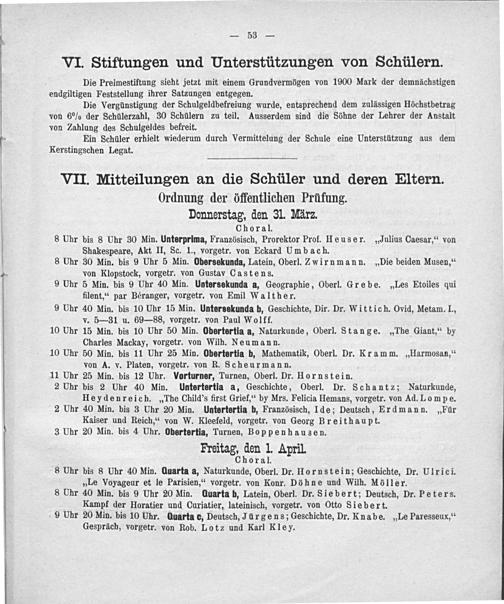 — 53 —
VI. Stiftungen und Unterstützungen von Schülern.
Die Preimestiftung sieht jetzt mit einem Grundvermögen von 1900 Mark der demnächstigen
endgiltigen Feststellung ihrer Satzungen entgegen.
Die Vergünstigung der Schulgeldbefreiung wurde, entsprechend dem zulässigen Höchstbetrag
von 6% der Schülerzahl, 30 Schülern zu teil. Ausserdem sind die Söhne der Lehrer der Anstalt
von Zahlung des Schulgeldes befreit.
Ein Schüler erhielt wiederum durch Vermittelung der Schule eine Unterstützung aus dem
Kerstingschen Legat.
VII. Mitteilungen an die Schüler und deren Eltern.
Ordnung der öffentlichen Prüfung.
Donnerstag, den 31. März.
Choral.
8 Uhr bis 8 Uhr 30 Min. Unterprima, Französisch, Prorektor Prof. Heuser. „Julius Caesar,“ von
Shakespeare, Akt II, Sc. 1., vorgetr. von Eckard Umbach.
8 Uhr 30 Min. bis 9 Uhr 5 Min. Obersekunda, Latein, Oberl. Zwirnmann. „Die beiden Musen,“
von Klopstock, vorgetr. von Gustav Castens.
9 Uhr 5 Min. bis 9 Uhr 40 Min. Untersekunda a, Geographie, Oberl. Grebe. „Les Etoiles qui
filent,“ par Béranger, vorgetr. von Emil Walther.
9 Uhr 40 Min. bis 10 Uhr 15 Min. Untersekunda b, Geschichte, Dir. Dr. Wittich. Ovid, Metam. I.,
v. 5—31 u. 69—88, vorgetr. von Paul Wolff.
10 Uhr 15 Min. bis 10 Uhr 50 Min. Obertertia a, Naturkunde, Oberl. Stange. „The Giant,“ by
Charles Mackay, vorgetr. von Wilh. Neumann.
10 Uhr 50 Min. bis 11 Uhr 25 Min. Obertertia b, Mathematik, Oberl. Dr. Kramm. „Harmosan,“
von A. v. Platen, vorgetr. von R. Scheurmann.
11 Uhr 25 Min. bis 12 Uhr. Vorturner, Turnen, Oberl. Dr. Hornstein.
2 Uhr bis 2 Uhr 40 Min. Untertertia a, Geschichte, Oberl. Dr. Schantz; Naturkunde,
Heydenreich. „The Child's first Grief,“ by Mrs. Felicia Hemans, vorgetr. von Ad. Lompe.
2 Uhr 40 Min. bis 3 Uhr 20 Min. Untertertia b, Französisch, Ide; Deutsch, Erdmann. „Für
Kaiser und Reich,“ von W. Kleefeld, vorgetr. von Georg Breithaupt.
3 Uhr 20 Min. bis 4 Uhr. Obertertia, Turnen, Boppenhausen.
Freitag, den 1. April.
Choral.
8 Uhr bis 8 Uhr 40 Min. Quarta a, Naturkunde, Oberl. Dr. Hornstein; Geschichte, Dr. Ulrici.
„Le Voyageur et le Parisien,“ vorgetr. von Konr. Döhne und Wilh. Möller.
8 Uhr 40 Min. bis 9 Uhr 20 Min. Quarta b, Latein, Oberl. Dr. Siebert; Deutsch, Dr. Peters.
Kampf der Horatier und Curiatier, lateinisch, vorgetr. von Otto Siebert.
9 Uhr 20 Min. bis 10 Uhr. Quarta c, Deutsch, Jürgens; Geschichte, Dr. Knabe. „Le Paresseux,“
Gespräch, vorgetr. von Rob. Lotz und Karl Kley.